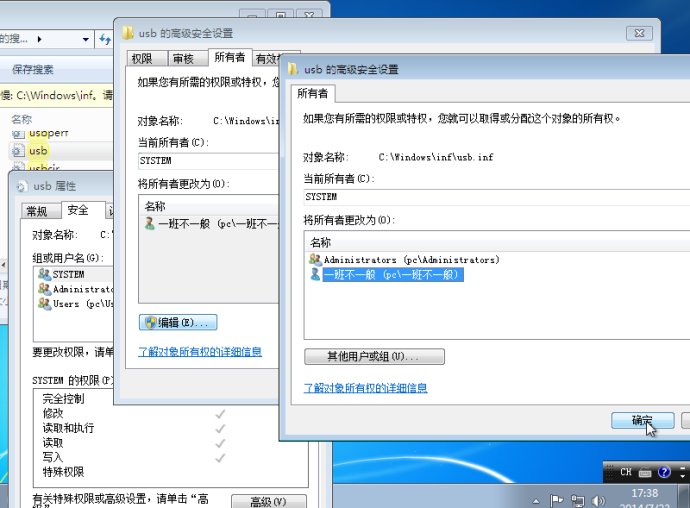 的搜...
保存搜索
慢: C:\Windows\inf。请
名称
usbperf
usb
usbcir
usb 属性
常规
安全
对象名称:
C:
组或用户名(G):
SYSTEM
Administra
Users (pc\Us
要更改权限，请单
SYSTEM 的权限(P)
完全控制
修改
读取和执行
读取
写入
特殊权限
有关特殊权限或高级设置，请单击“高
高级(V)
usb 的高级安全设置
权限
审核
所有者
有效权
如果您有所需的权限或特权，您
对象名称:
C:\Windows\in
当前所有者(C):
SYSTEM
将所有者更改为(O):
名称
一班不一般 (pc\一班不一
编辑(E)...
了解对象所有权的详细信息
usb 的高级安全设置
所有者
如果您有所需的权限或特权，您就可以取得或分配这个对象的所有权。
对象名称:
C:\Windows\inf\usb.inf
当前所有者(C):
SYSTEM
将所有者更改为(O):
名称
Administrators (pc\Administrators)
一班不一般 (pc\一班不一般)
其他用户或组(U)...
了解对象所有权的详细信息
确定
CH
17:38